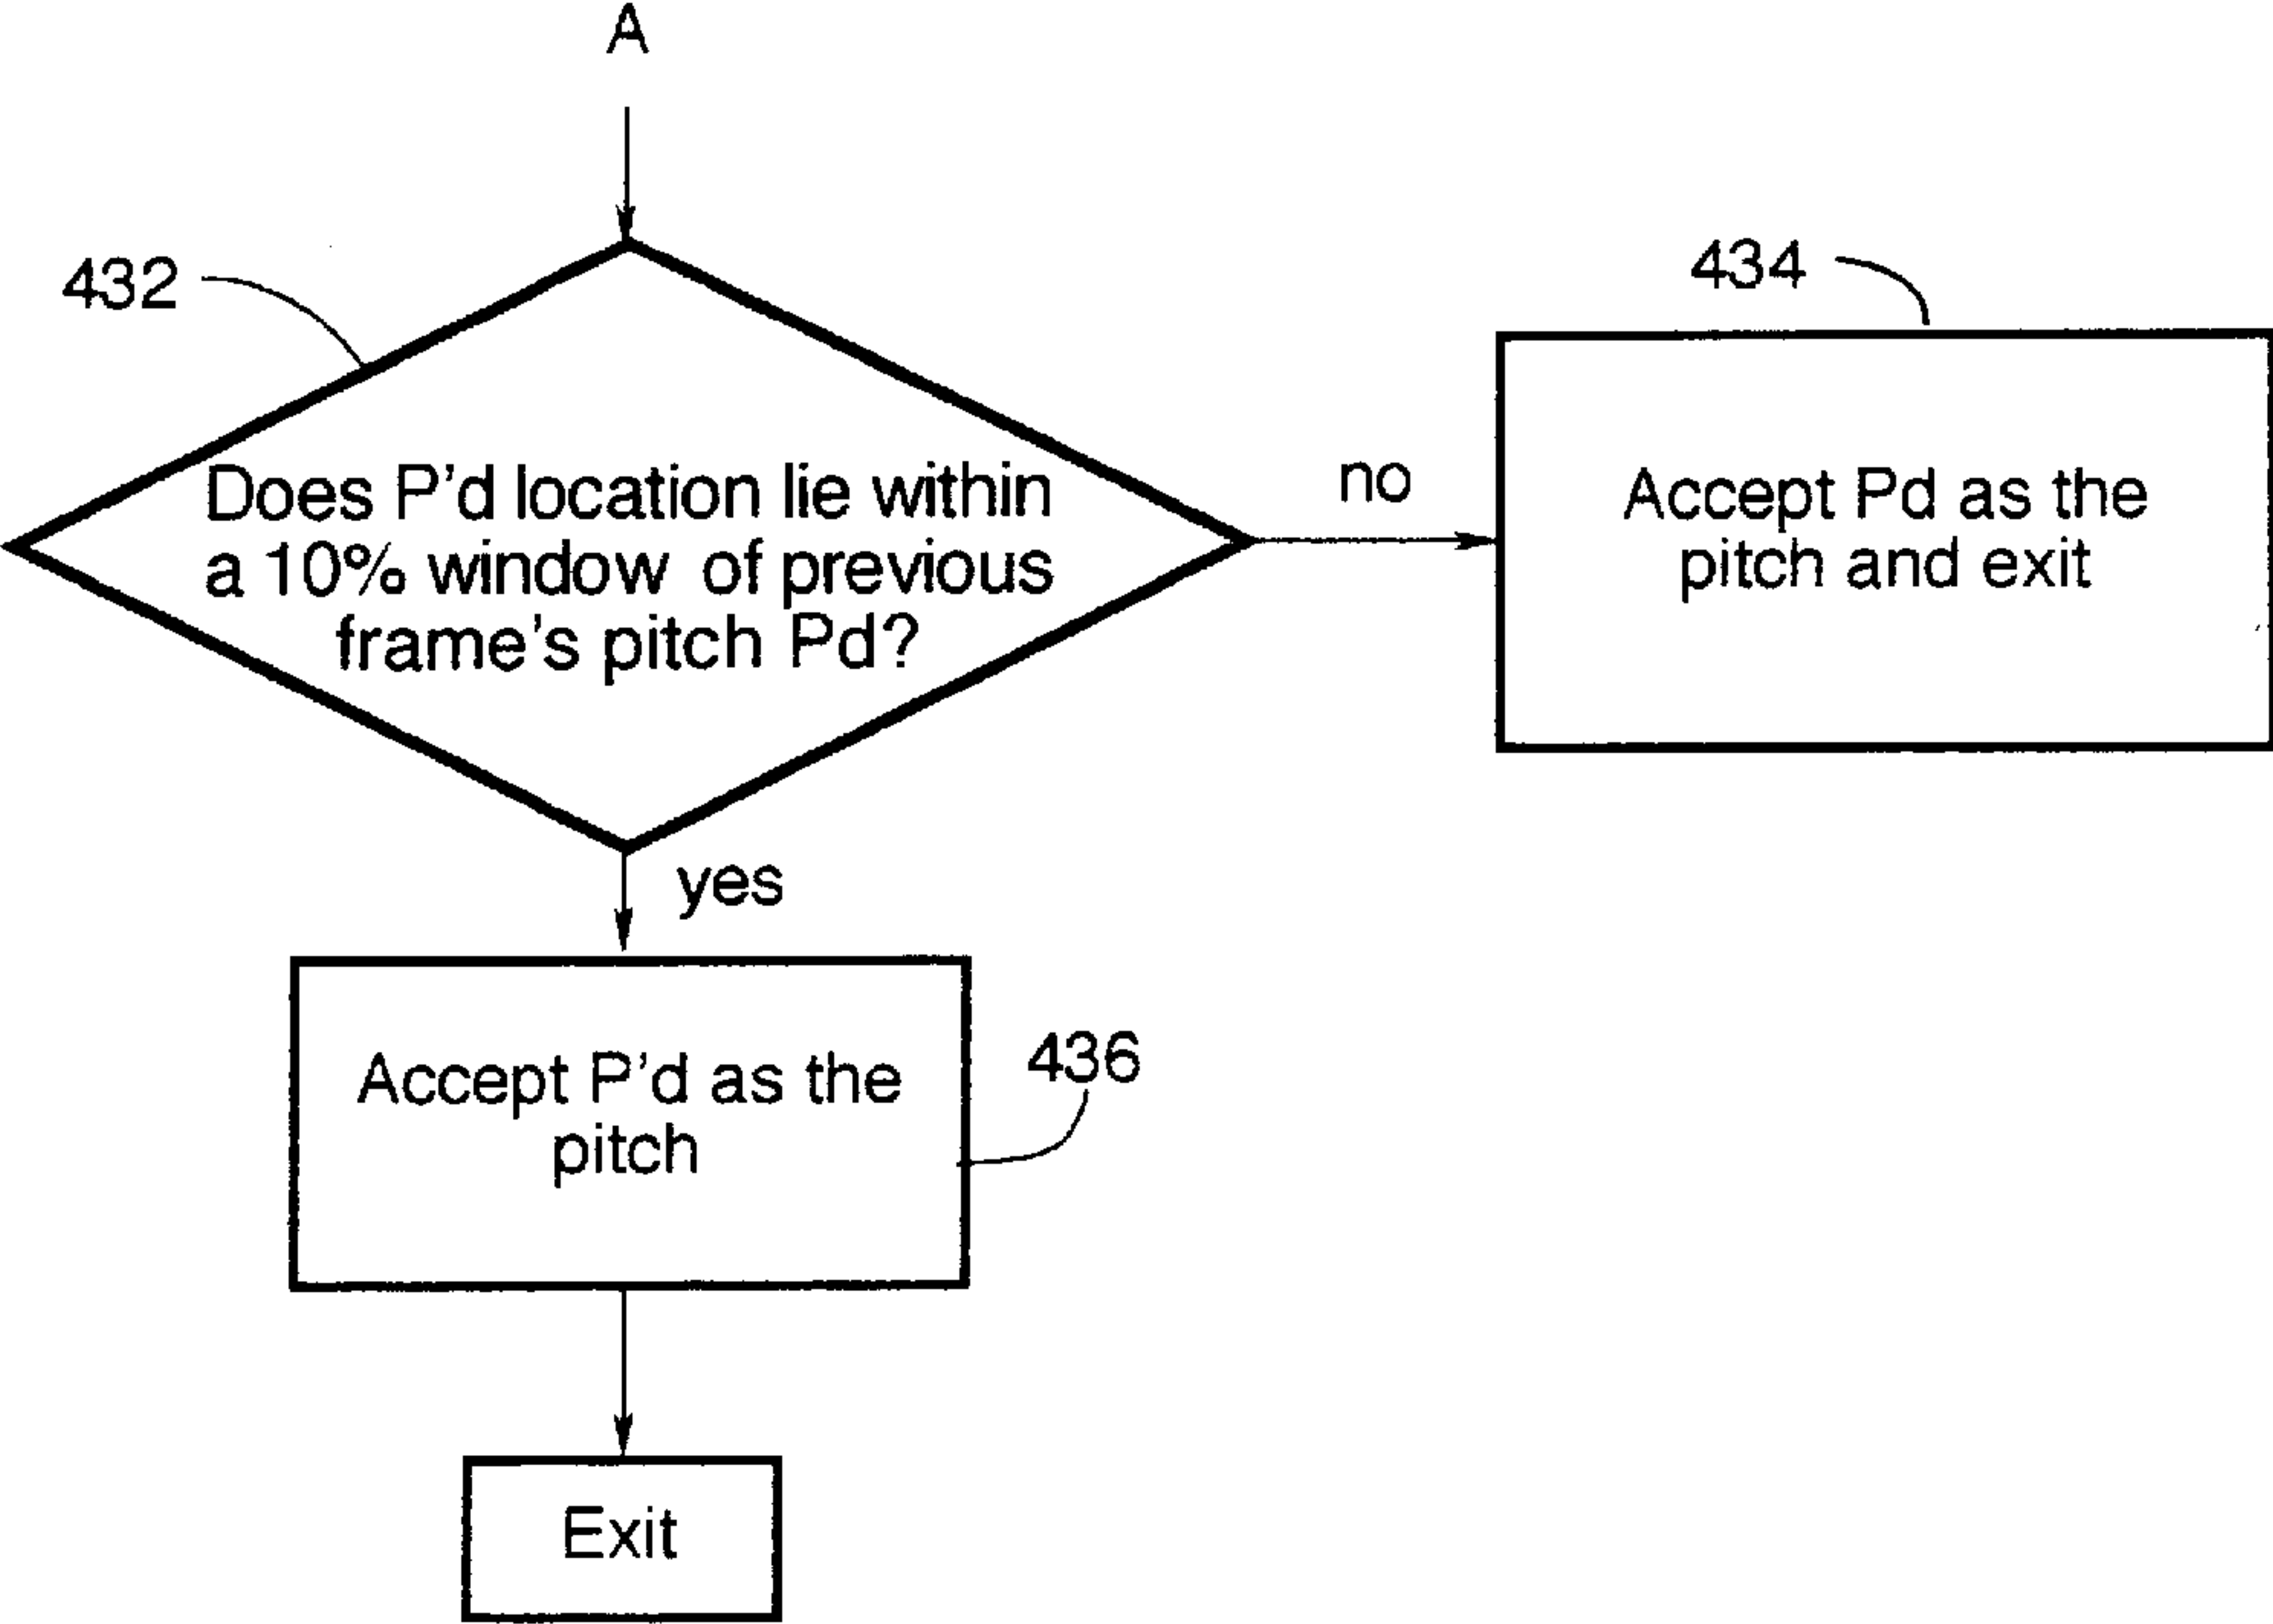 A
432
Does P'd location lie within
a 10% window of previous
frame's pitch Pd?
no
434
Accept Pd as the
pitch and exit
yes
Accept P'd as the
pitch
436
Exit